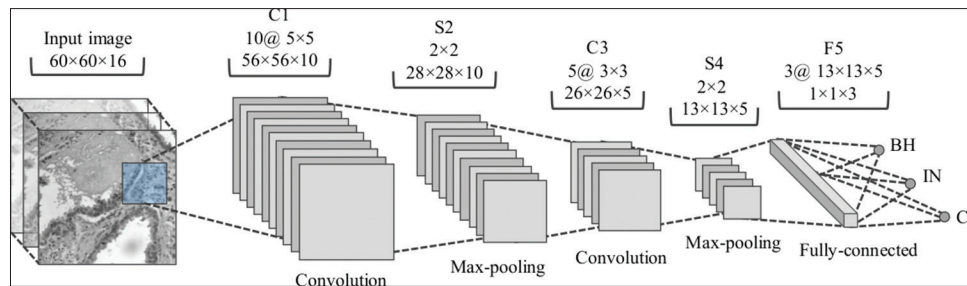 Input image
60×60×16
C1
10@ 5×5
56×56×10
S2
2×2
28×28×10
C3
5@ 3×3
26×26×5
S4
2×2
13×13×5
F5
3@ 13×13×5
1×1×3
BH
IN
C
Convolution
Max-pooling
Convolution
Max-pooling
Fully-connected